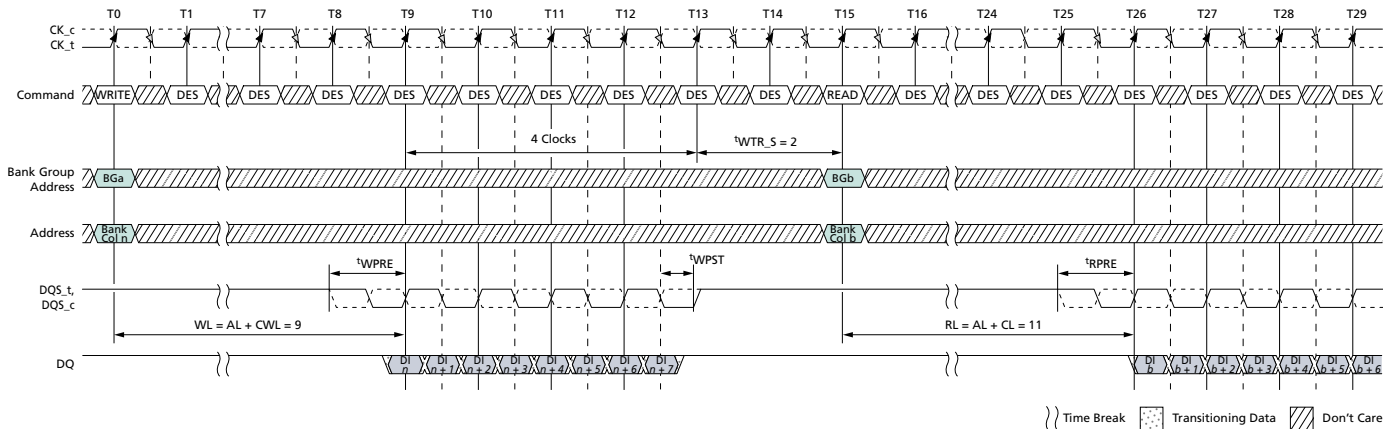 T0 T1 T7 T8 T9 T10 T11 T12 T13 T14 T15 T16 T24 T25 T26 T27 T28 T29
CK_c
CK_t
Command WRITE DES DES DES DES DES DES DES DES DES READ DES DES DES DES DES DES DES
4 Clocks tWTR_S = 2
Bank Group
Address BGa BGb
Address Bank
Col n Bank
Col b
tWPRE tWPST tRPRE
DQS_t,
DQS_c
WL = AL + CWL = 9 RL = AL + CL = 11
DQ DI
n DI
n + 1 DI
n + 2 DI
n + 3 DI
n + 4 DI
n + 5 DI
n + 6 DI
n + 7 DI
b DI
b + 1 DI
b + 2 DI
b + 3 DI
b + 4 DI
b + 5 DI
b + 6
Time Break Transitioning Data Don't Care